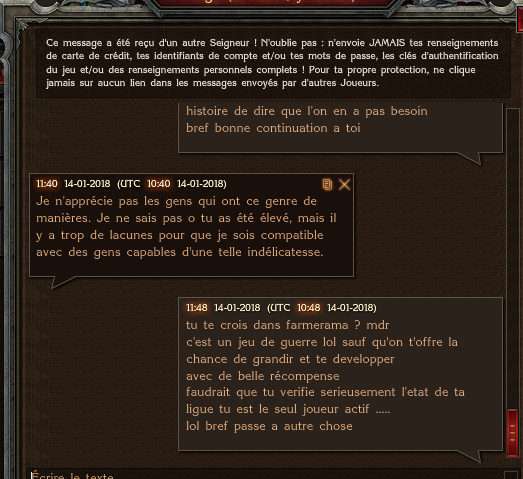 Ce message a été reçu d'un autre Seigneur ! N'oublie pas : n'envoie JAMAIS tes renseignements
de carte de crédit, tes identifiants de compte et/ou tes mots de passe, les clés d'authentification
du jeu et/ou des renseignements personnels complets ! Pour ta propre protection, ne clique
jamais sur aucun lien dans les messages envoyés par d'autres Joueurs.
histoire de dire que l'on en a pas besoin
bref bonne continuation a toi
11:40 14-01-2018 (UTC 10:40 14-01-2018)
Je n'apprécie pas les gens qui ont ce genre de
manières. Je ne sais pas o tu as été élevé, mais il
y a trop de lacunes pour que je sois compatible
avec des gens capables d'une telle indélicatesse.
11:48 14-01-2018 (UTC 10:48 14-01-2018)
tu te crois dans farmerama ? mdr
c'est un jeu de guerre lol sauf qu'on t'offre la
chance de grandir et te developper
avec de belle récompense
faudrait que tu verifie serieusement l'etat de ta
ligue tu est le seul joueur actif .....
lol bref passe a autre chose
Écrire le texte